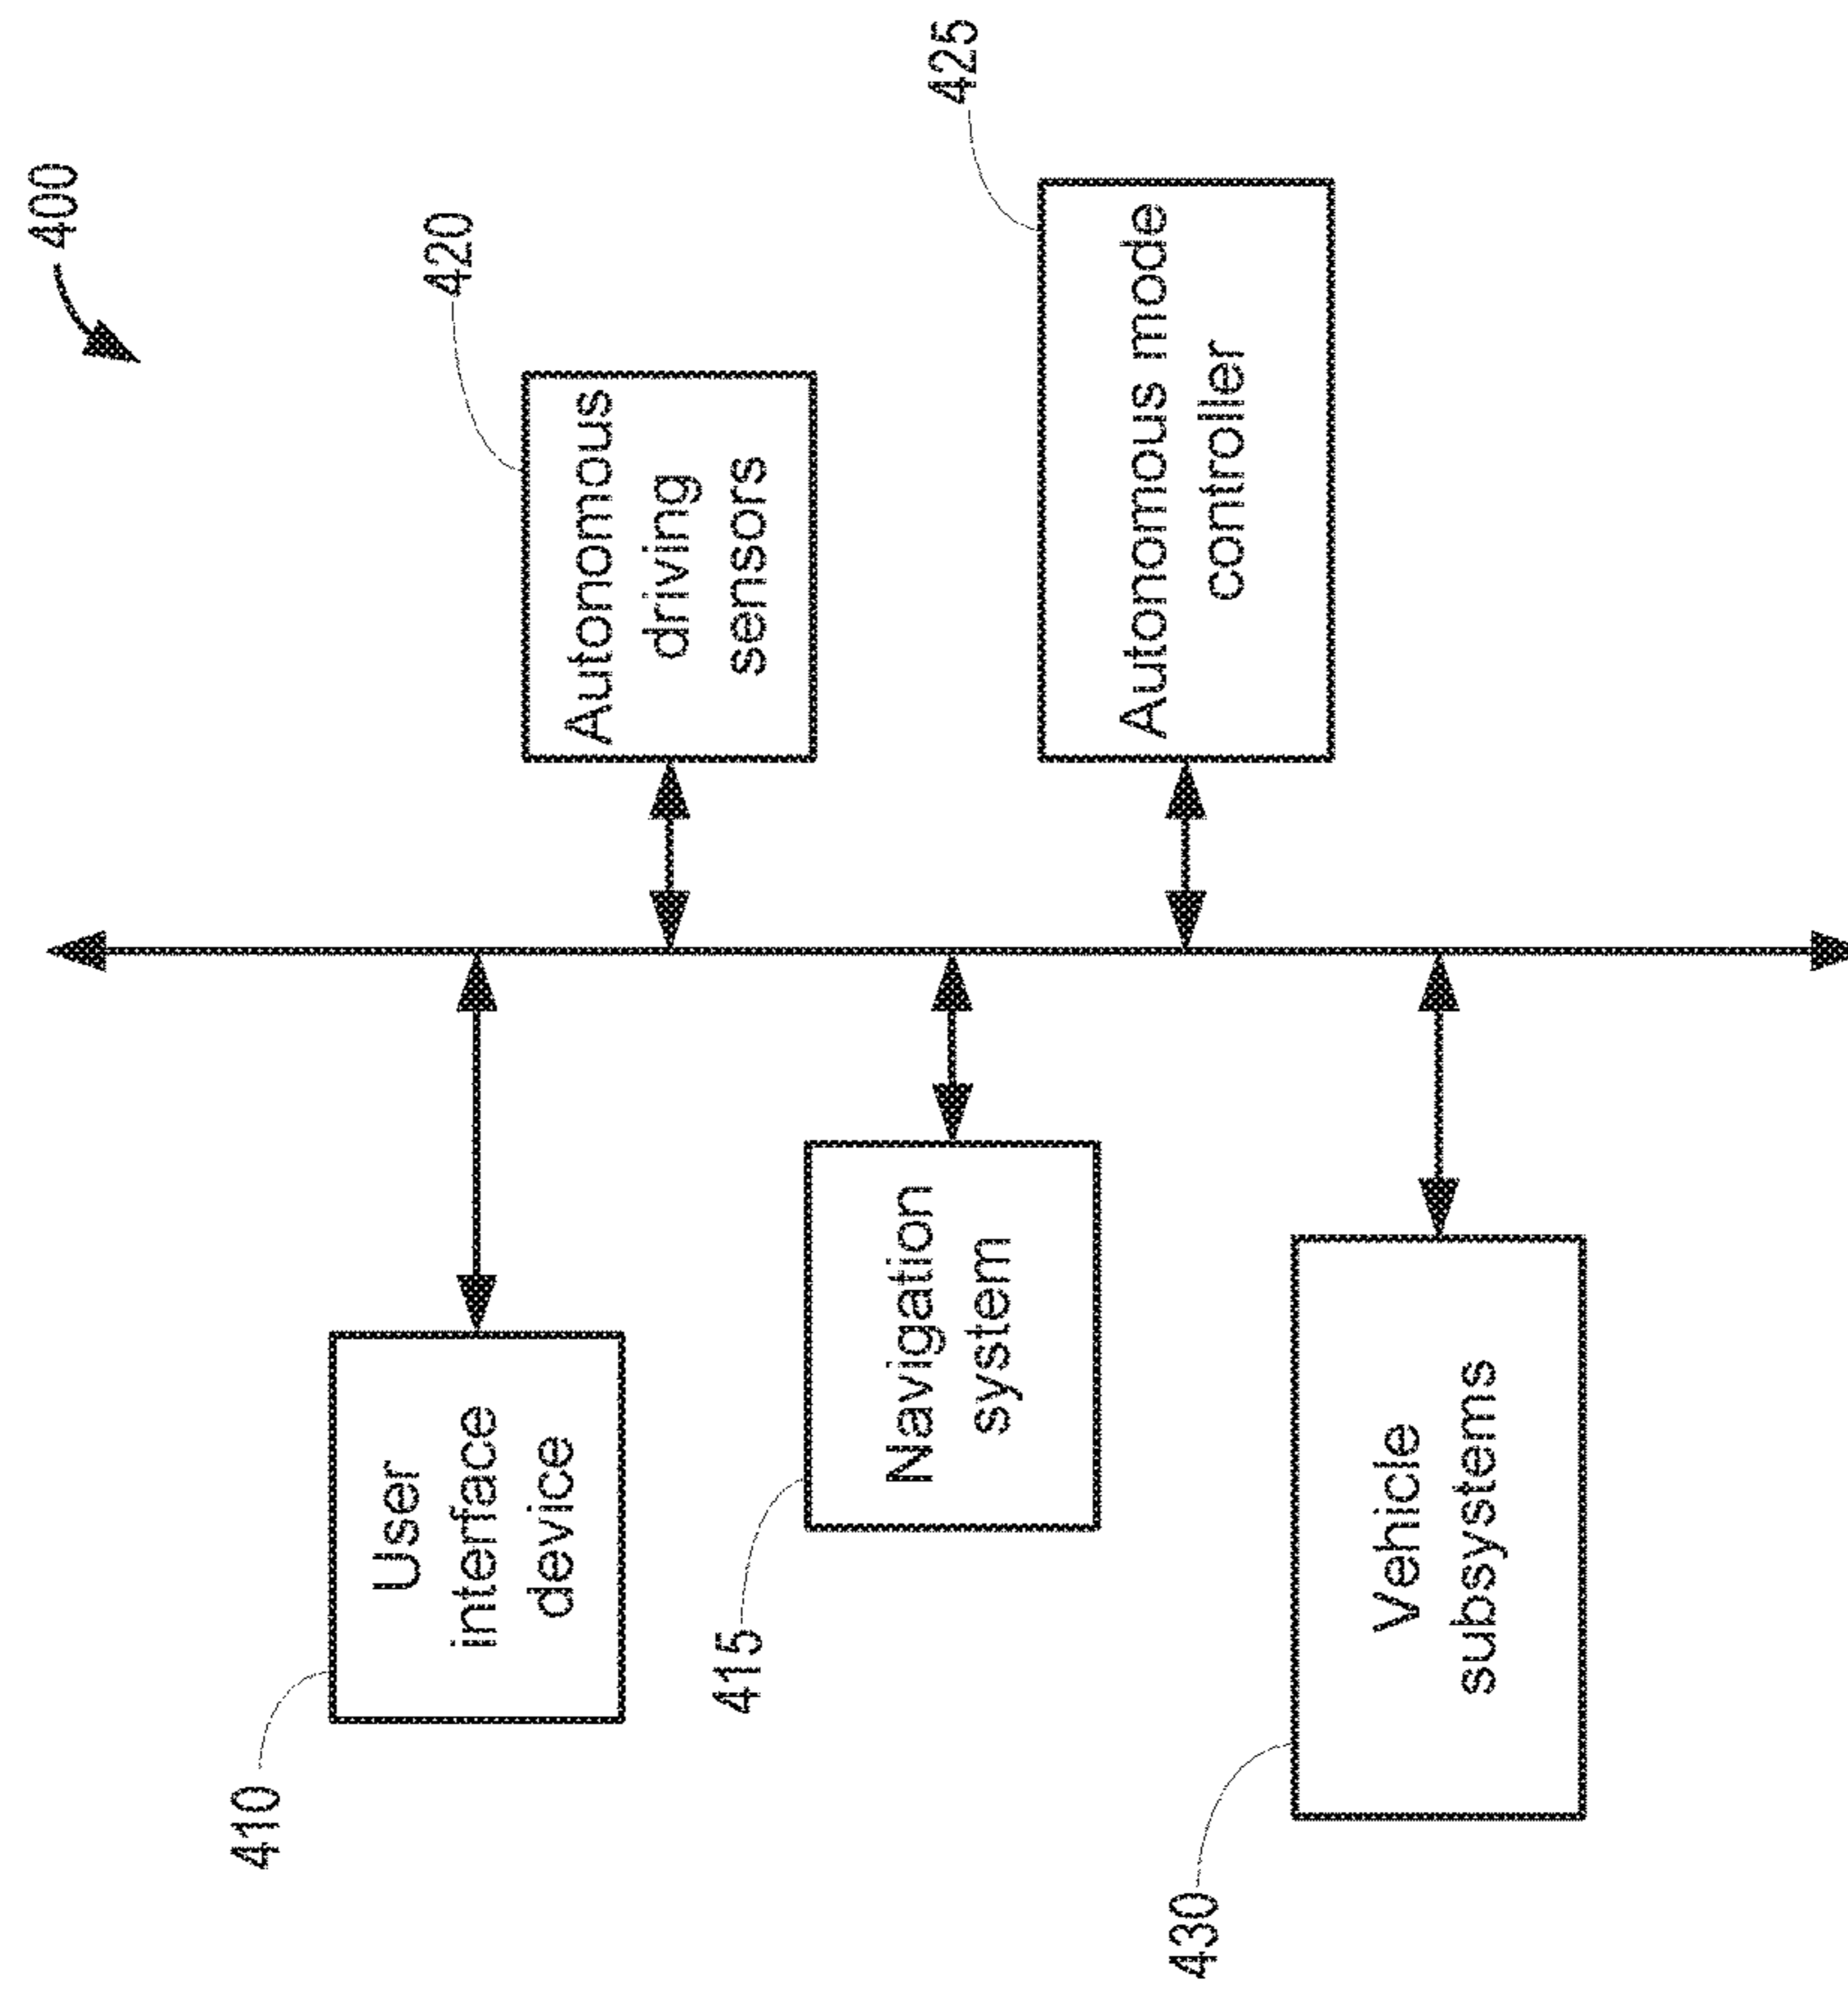 400
420
Autonomous
driving
sensors
425
Autonomous mode
controller
410
User
interface
device
415
Navigation
system
430
Vehicle
subsystems